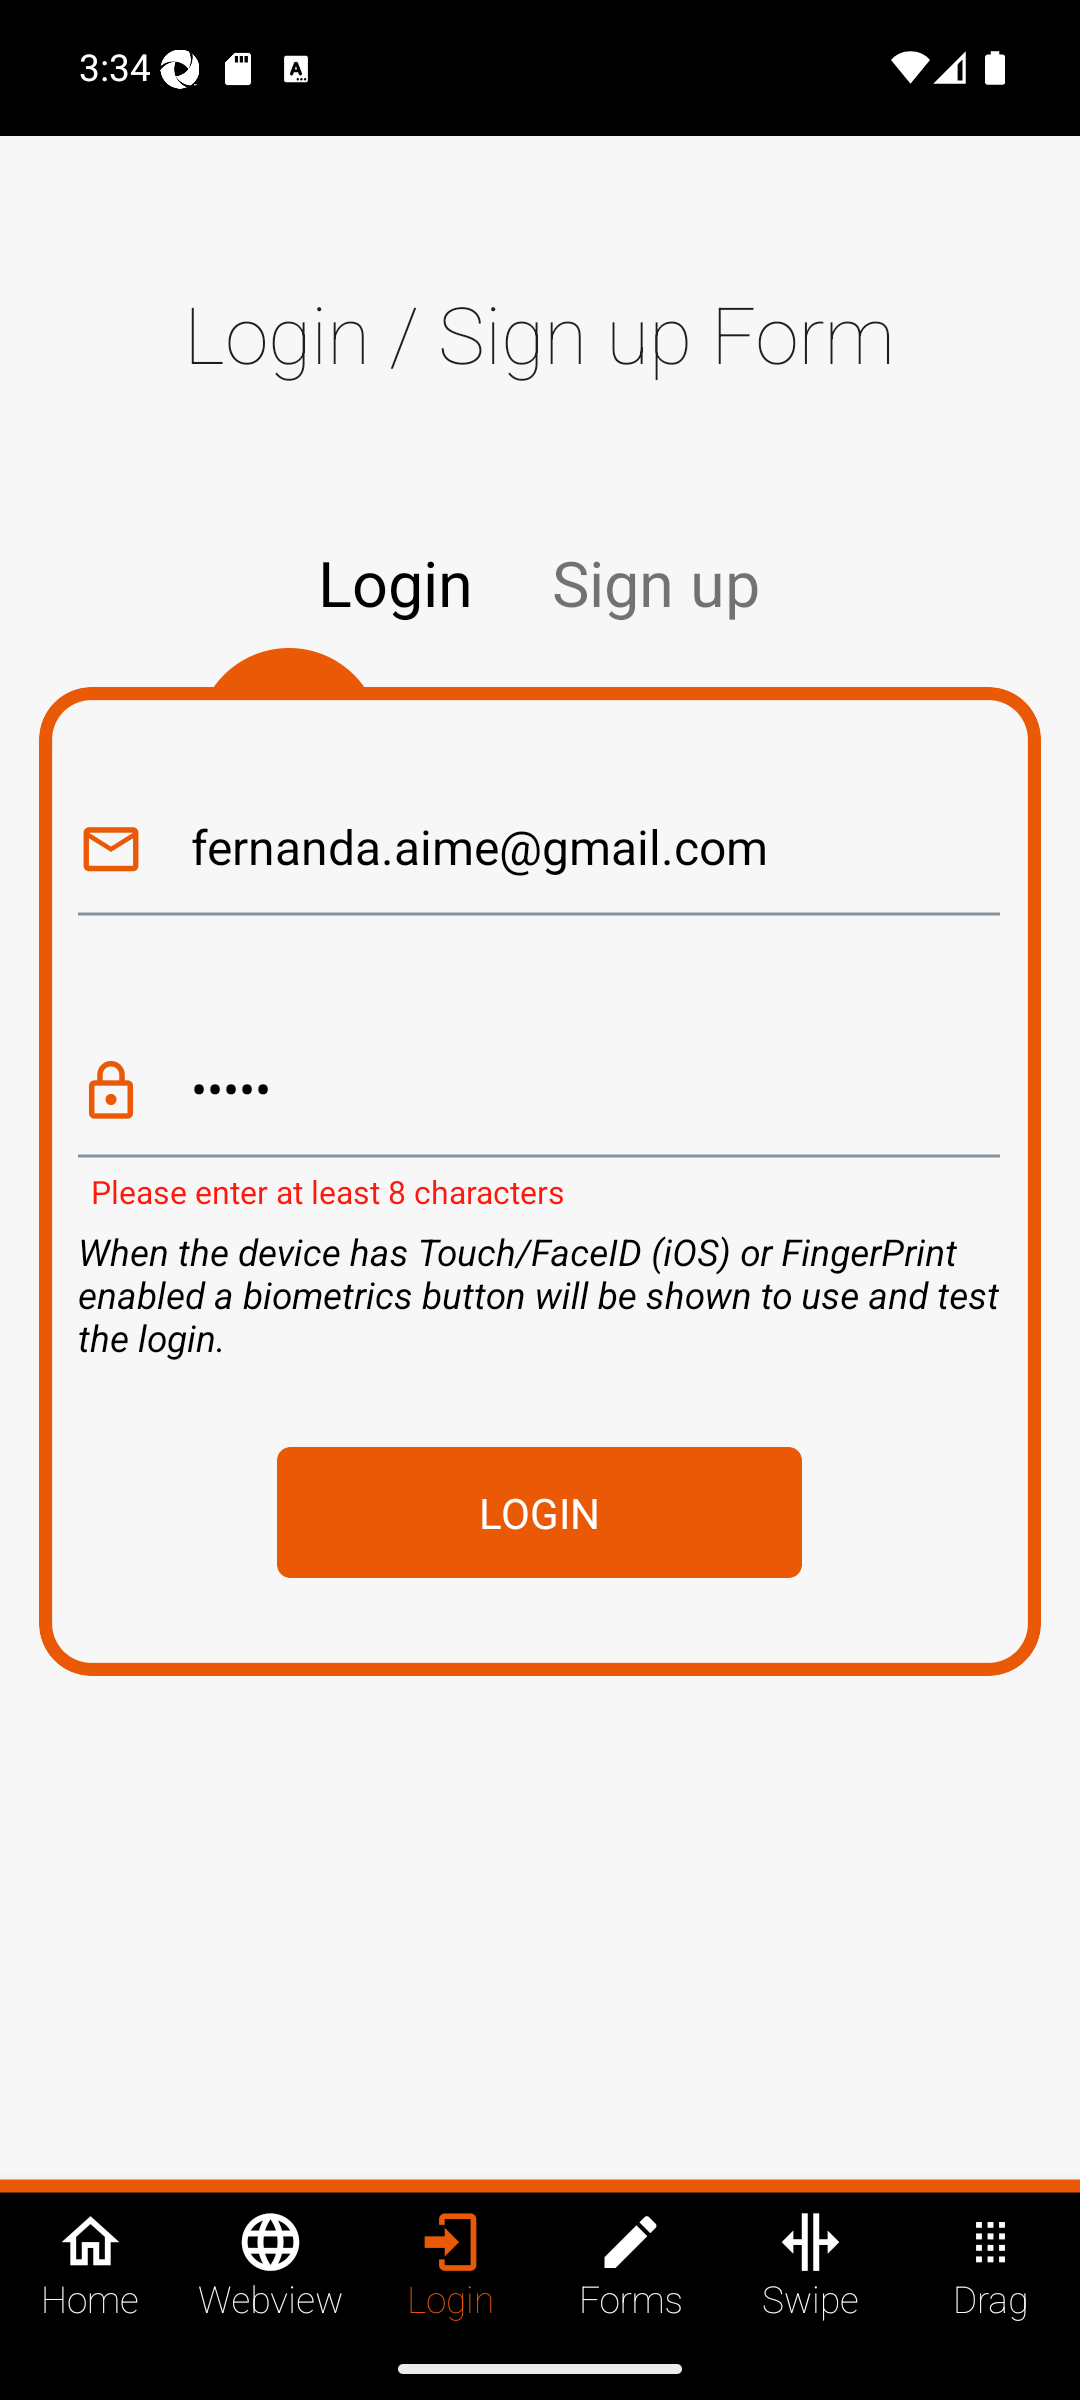 3:34
Login / Sign up Form
Login Sign up
fernanda.aime@gmail.com
•••••
Please enter at least 8 characters
When the device has Touch/FaceID (iOS) or FingerPrint
enabled a biometrics button will be shown to use and test
the login.
LOGIN
Home Webview Login Forms Swipe Drag